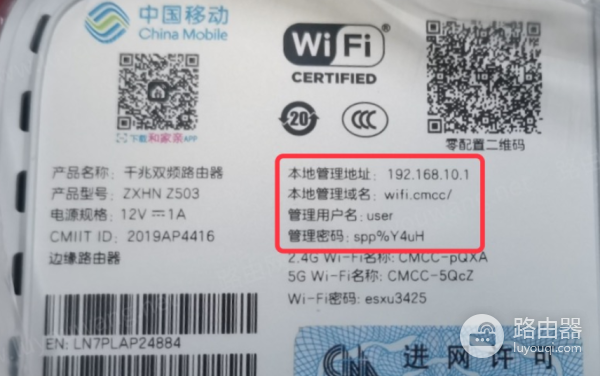 中国移动
China Mobile
Wi Fi
CERTIFIED
20
CCC
下载和家亲APP
零配置二维码
产品名称：千兆双频路由器
产品型号：ZXHN Z503
电源规格：12V⎓1A
CMIIT ID：2019AP4416
边缘路由器
本地管理地址：192.168.10.1
本地管理域名：wifi.cmcc/
管理用户名：user
管理密码：spp%Y4uH
2.4G Wi-Fi名称：CMCC-pQXA
5G Wi-Fi名称：CMCC-5QcZ
Wi-Fi密码：esxu3425
EN: LN7PLAP24884
进网许可
路由器
luyouqi.com